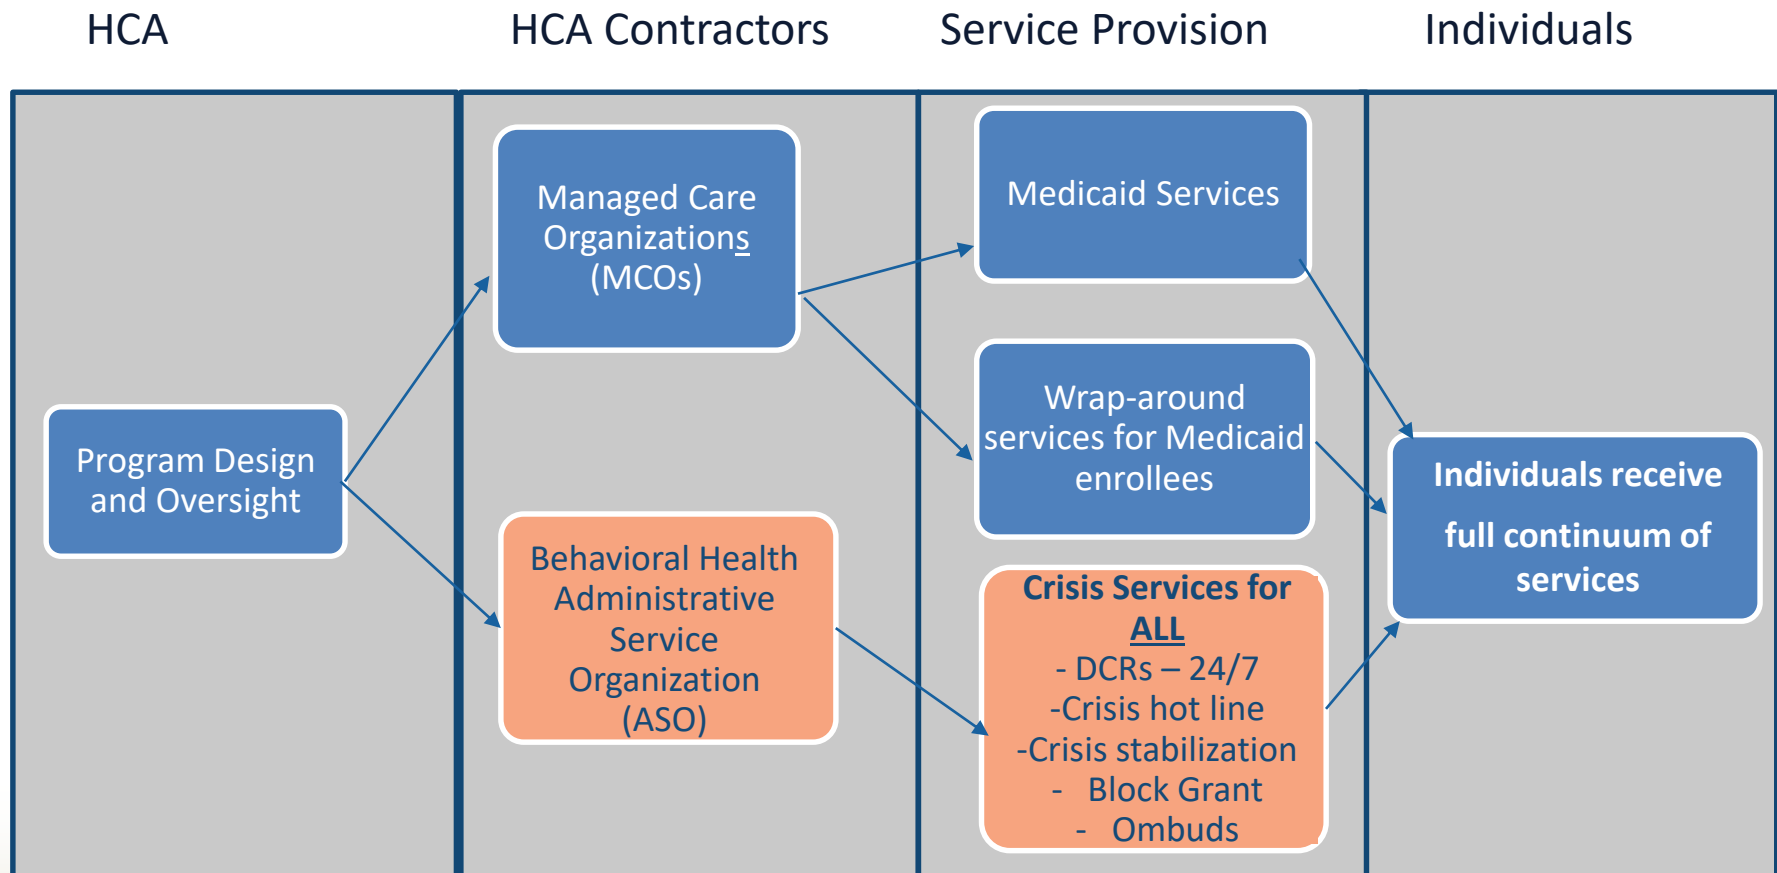 HCA
HCA Contractors
Service Provision
Individuals
Program Design
and Oversight
Managed Care
Organizations
(MCOs)
Behavioral Health
Administrative
Service
Organization
(ASO)
Medicaid Services
Wrap-around
services for Medicaid
enrollees
Crisis Services for
ALL
- DCRs – 24/7
-Crisis hot line
-Crisis stabilization
- Block Grant
- Ombuds
Individuals receive
full continuum of
services